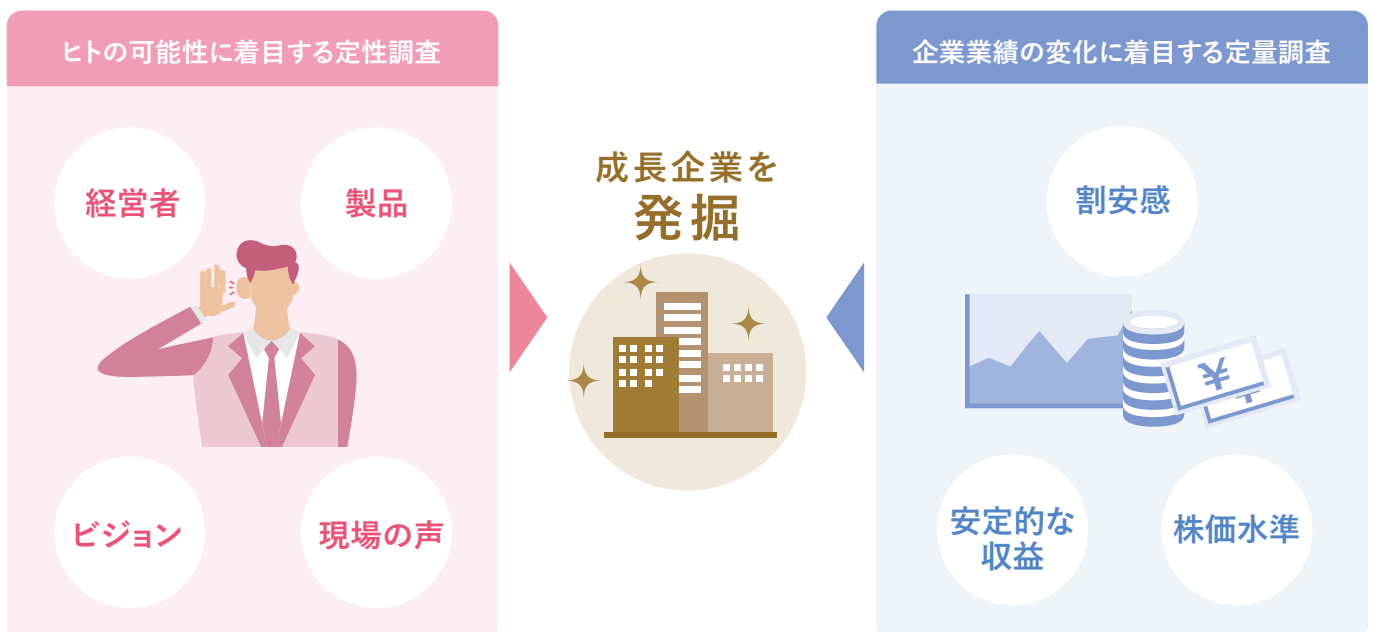 ヒトの可能性に着目する定性調査
経営者
製品
ビジョン
現場の声
成長企業を
発掘
企業業績の変化に着目する定量調査
割安感
¥
¥
安定的な
収益
株価水準